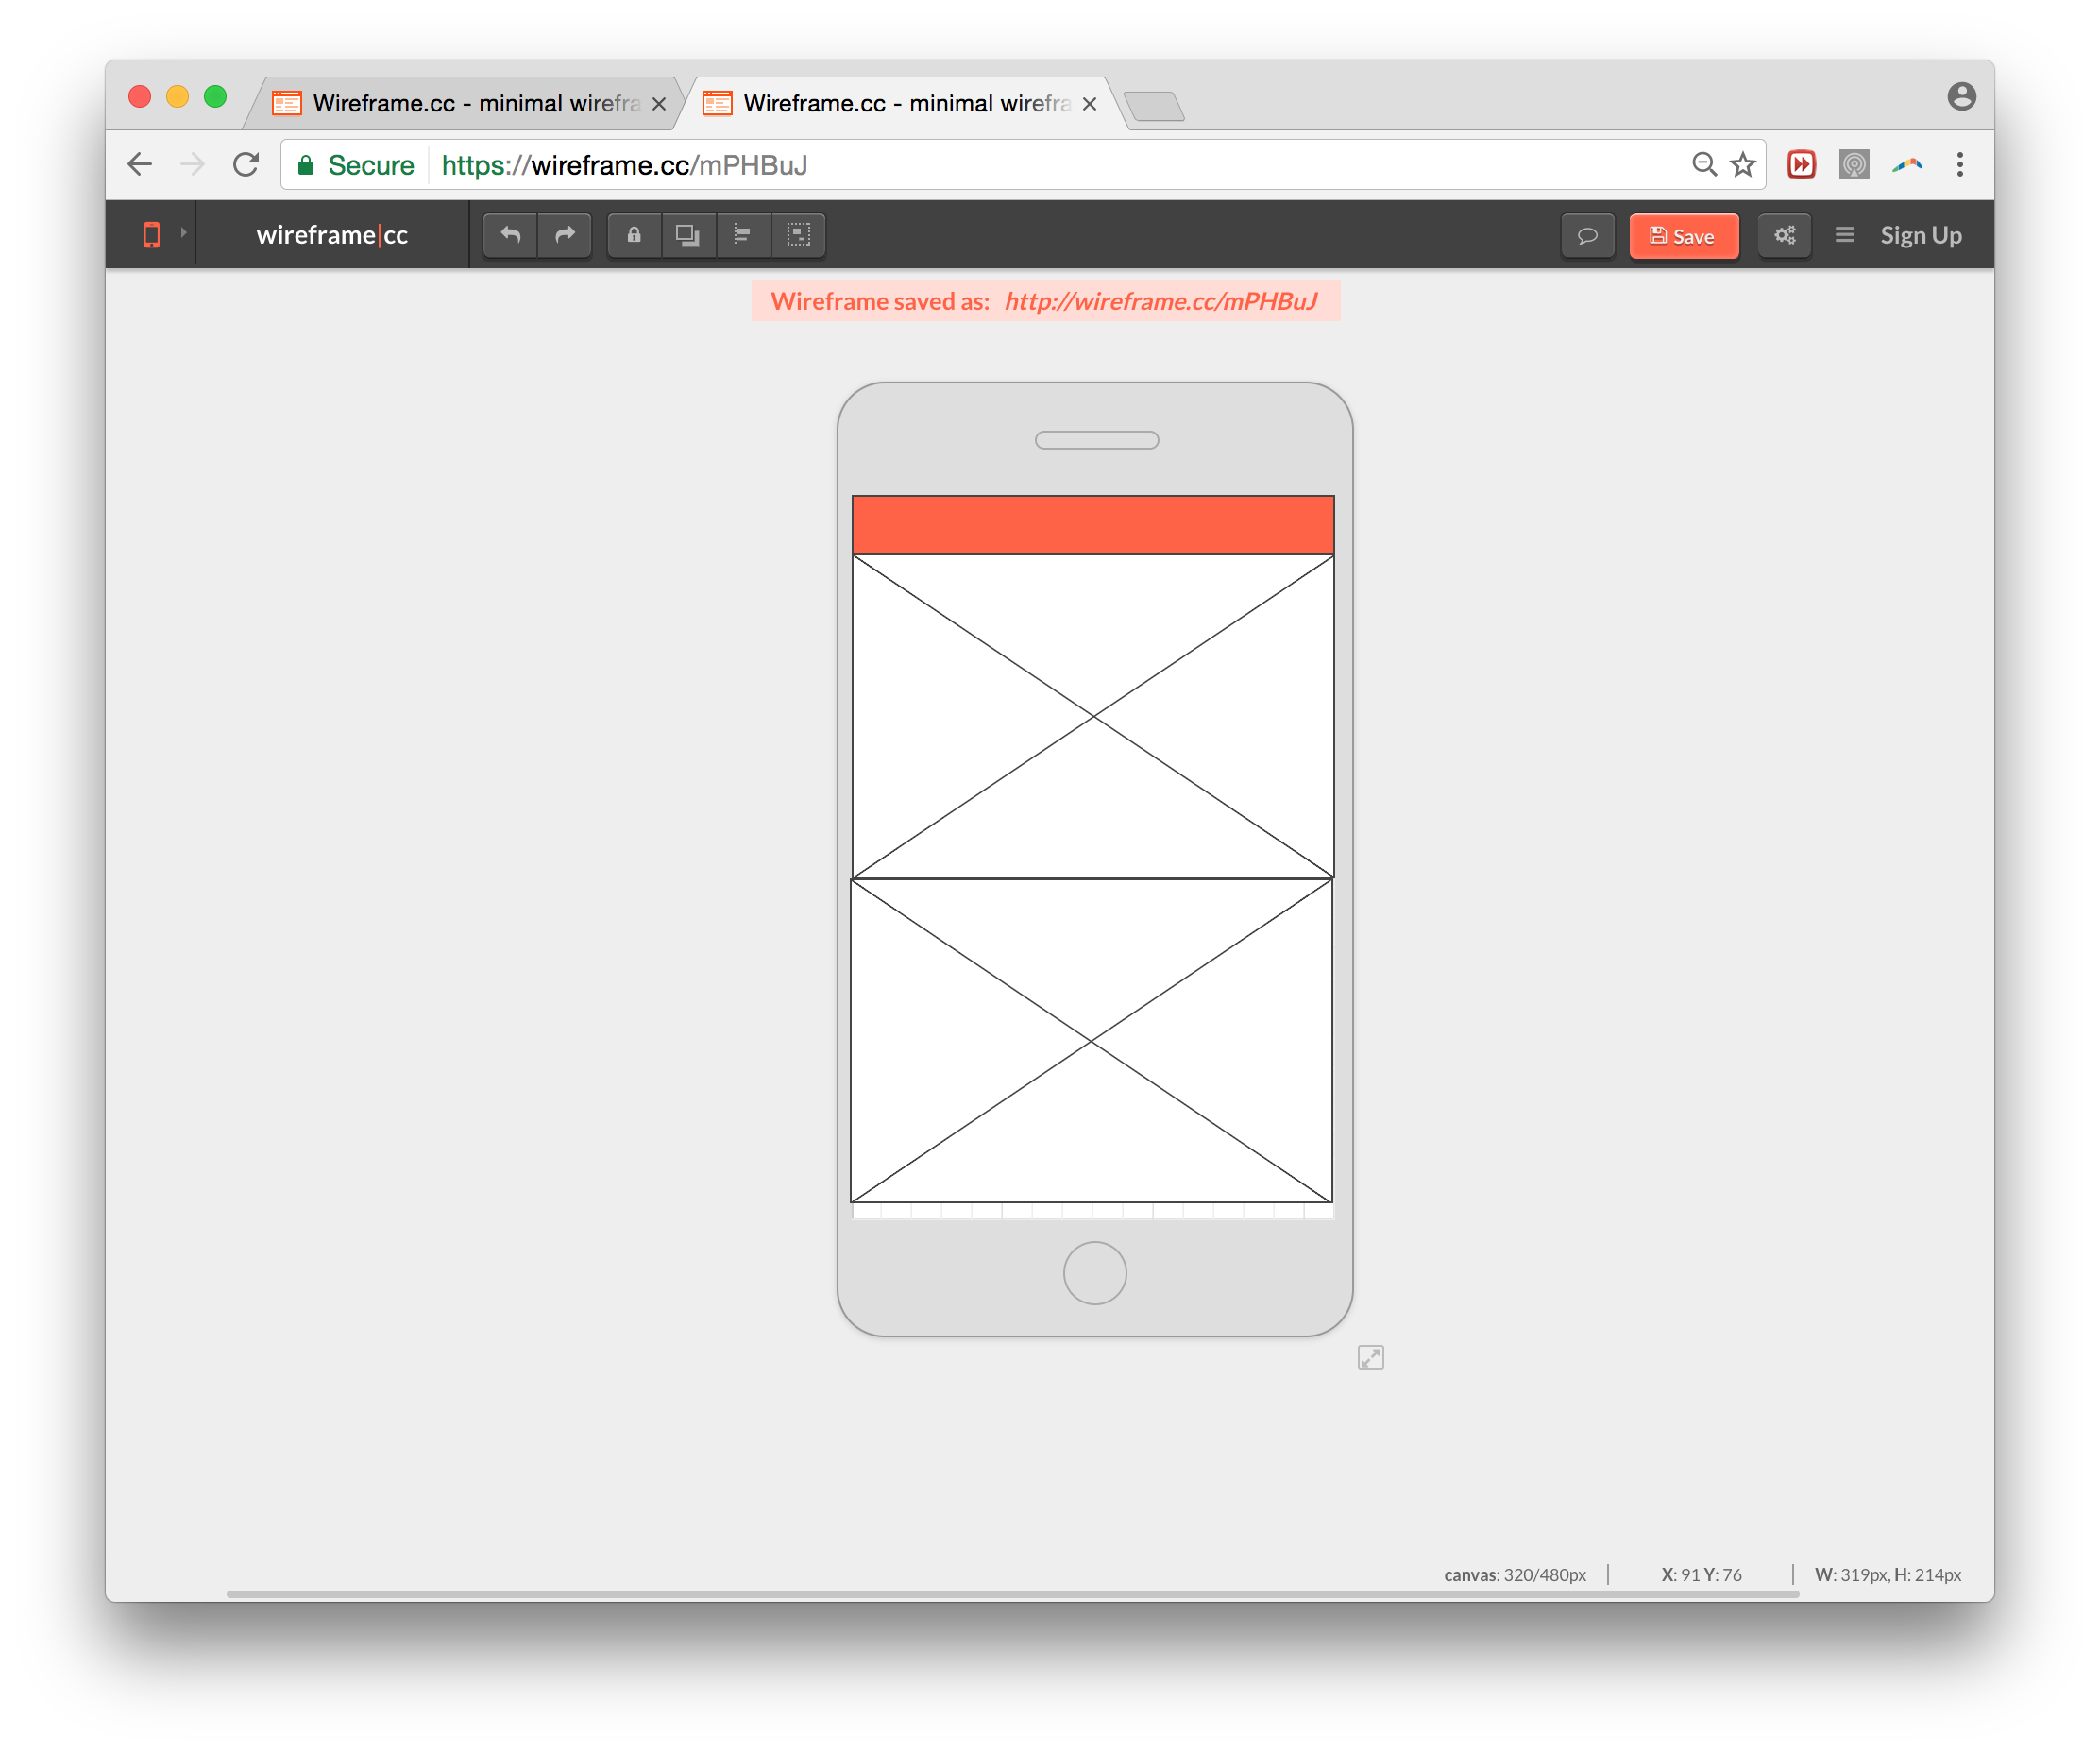 Wireframe.cc - minimal wirefra
Wireframe.cc - minimal wirefra
Secure https://wireframe.cc/mPHBuJ
wireframe|cc
Save
Sign Up
Wireframe saved as: http://wireframe.cc/mPHBuJ
canvas: 320/480px | X: 91 Y: 76 | W: 319px, H: 214px